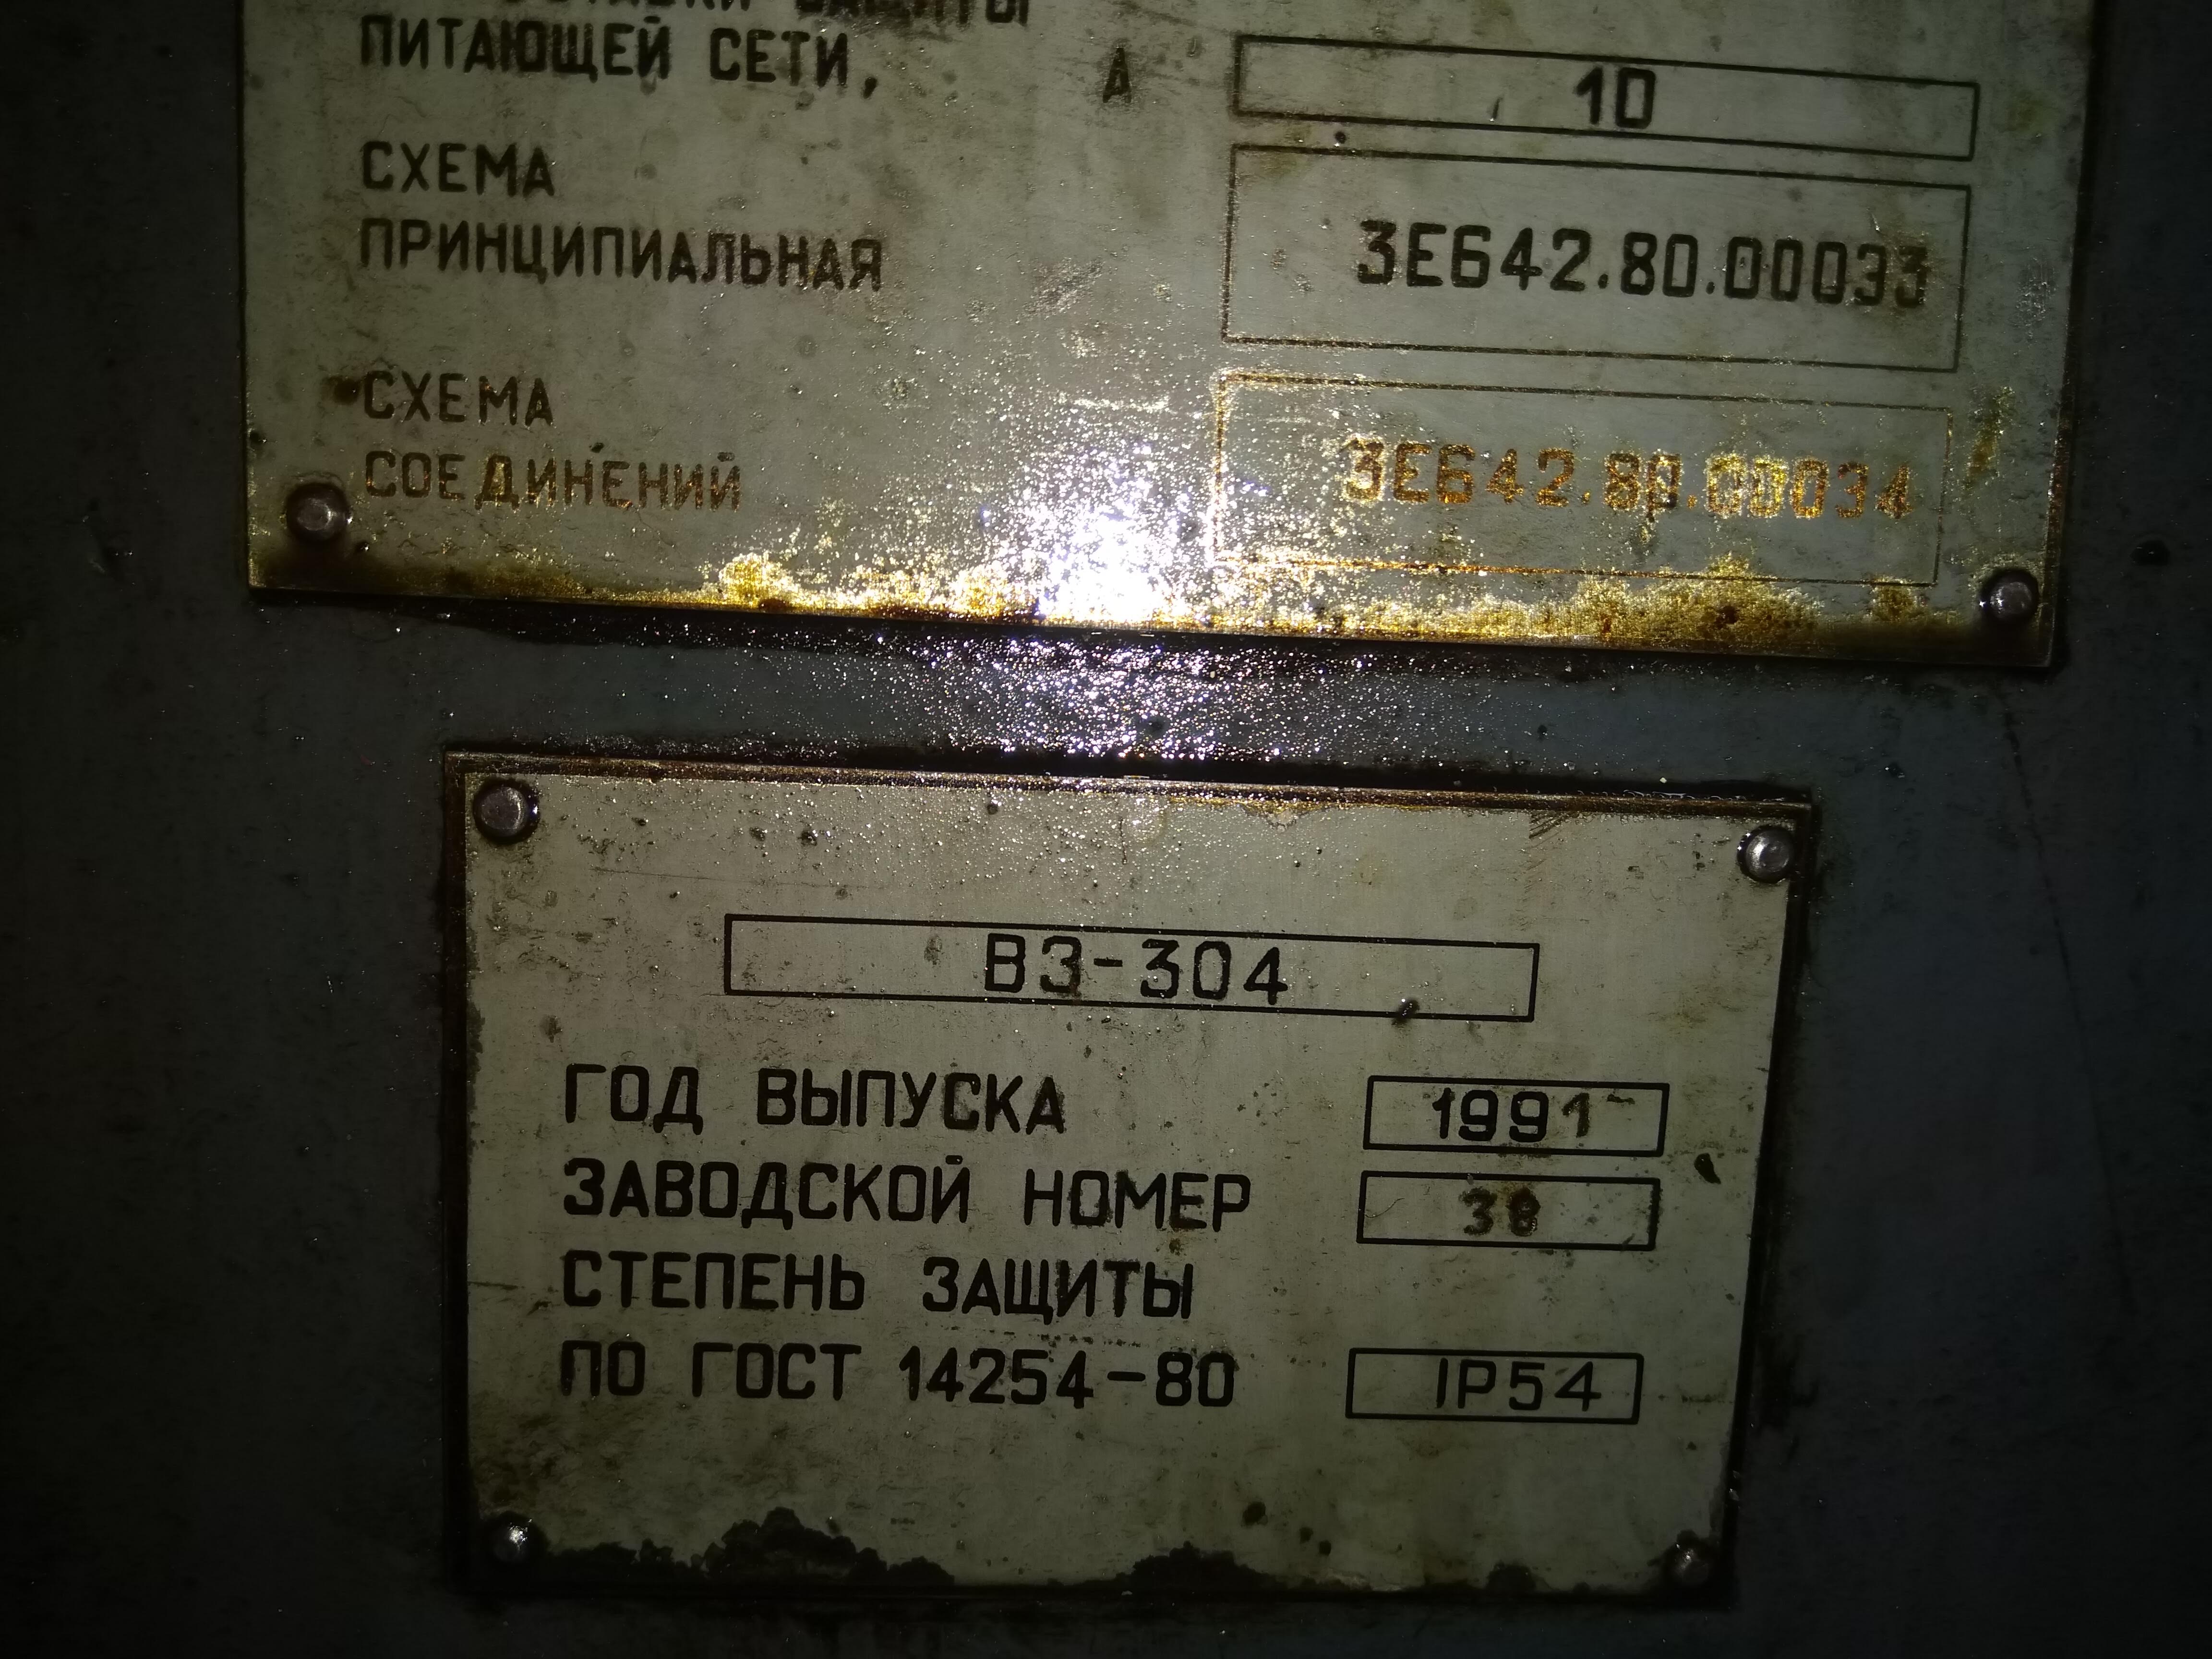 ПИТАЮЩЕЙ СЕТИ, А 10
СХЕМА
ПРИНЦИПИАЛЬНАЯ 3Е642.80.00033
СХЕМА
СОЕДИНЕНИЙ 3Е642.80.00034
ВЗ-304
ГОД ВЫПУСКА 1991
ЗАВОДСКОЙ НОМЕР 38
СТЕПЕНЬ ЗАЩИТЫ
ПО ГОСТ 14254-80 IP54